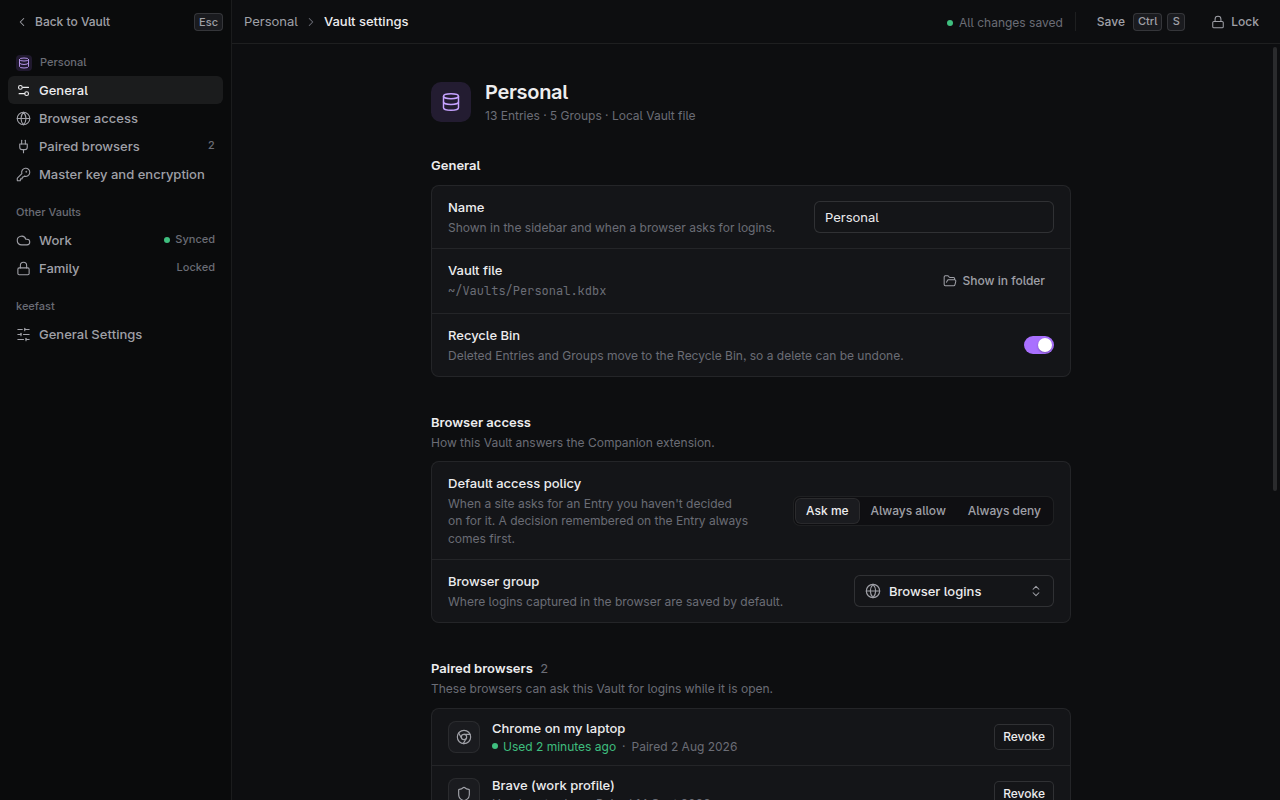 Back to Vault
Esc
Personal
General
Browser access
Paired browsers
2
Master key and encryption
Other Vaults
Work
Synced
Family
Locked
keefast
General Settings
Personal
Vault settings
All changes saved
Save
Ctrl
S
Lock
Personal
13 Entries · 5 Groups · Local Vault file
General
Name
Shown in the sidebar and when a browser asks for logins.
Personal
Vault file
~/Vaults/Personal.kdbx
Show in folder
Recycle Bin
Deleted Entries and Groups move to the Recycle Bin, so a delete can be undone.
Browser access
How this Vault answers the Companion extension.
Default access policy
When a site asks for an Entry you haven't decided
on for it. A decision remembered on the Entry always
comes first.
Ask me
Always allow
Always deny
Browser group
Where logins captured in the browser are saved by default.
Browser logins
Paired browsers 2
These browsers can ask this Vault for logins while it is open.
Chrome on my laptop
Used 2 minutes ago · Paired 2 Aug 2026
Revoke
Brave (work profile)
Revoke